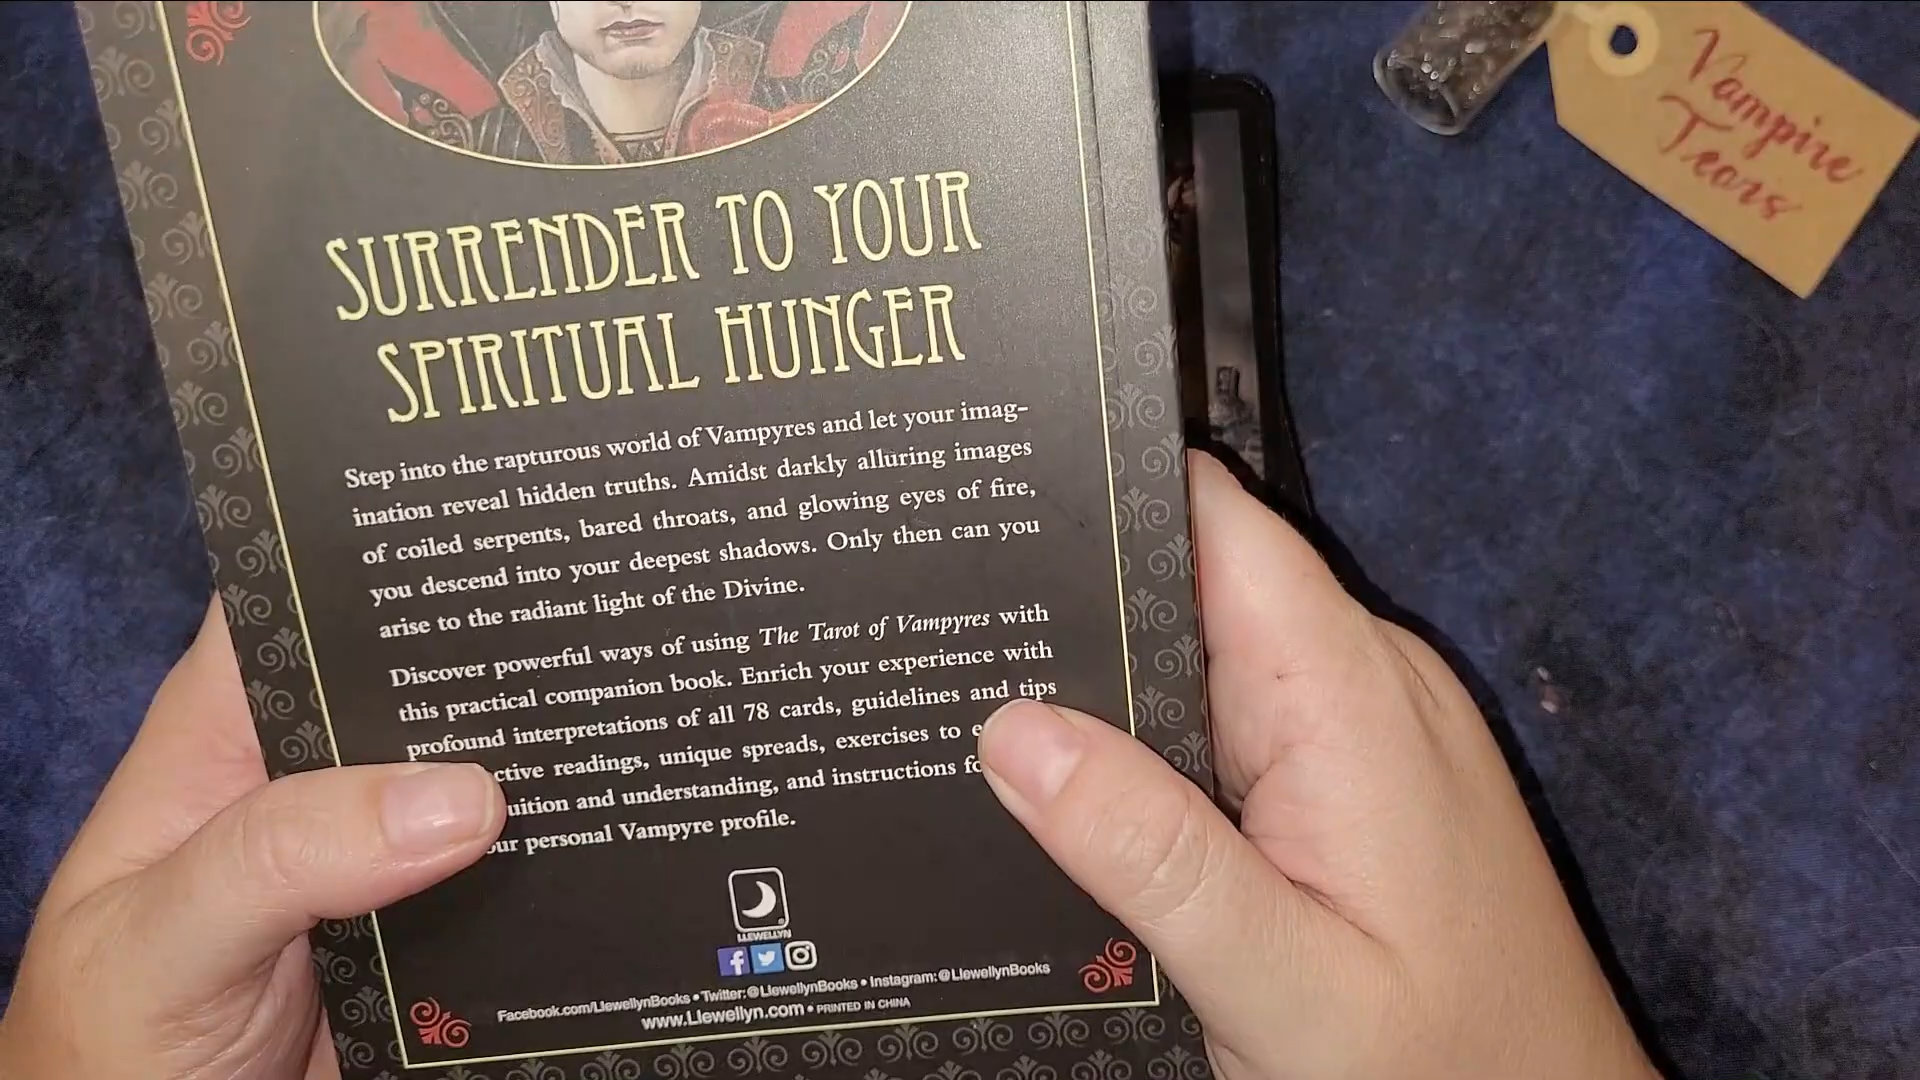 SURRENDER TO YOUR
SPIRITUAL HUNGER
Step into the rapturous world of Vampyres and let your imag-
ination reveal hidden truths. Amidst darkly alluring images
of coiled serpents, bared throats, and glowing eyes of fire,
you descend into your deepest shadows. Only then can you
arise to the radiant light of the Divine.
Discover powerful ways of using The Tarot of Vampyres with
this practical companion book. Enrich your experience with
profound interpretations of all 78 cards, guidelines and tips
readings, unique spreads, exercises to
and understanding, and instructions
personal Vampyre profile.
LLEWELLYN
Facebook.com/LlewellynBooks • Twitter:@LlewellynBooks • Instagram:@LlewellynBooks
www.Llewellyn.com • PRINTED IN CHINA
Vampire
Tears